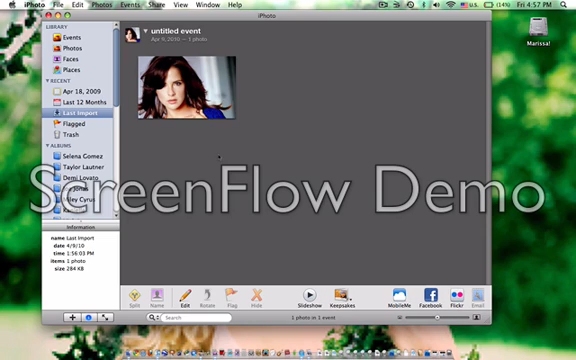 iPhoto File Edit Photos Events Share View Window Help (14%) Fri 4:57 PM
iPhoto
LIBRARY
Events
Photos
Faces
Places
RECENT
Apr 18, 2009
Last 12 Months
Last Import
Flagged
Trash
ALBUMS
Selena Gomez
Taylor Lautner
Demi Lovato
Miley Cyrus
untitled event
Apr 9, 2010 — 1 photo
Marissa!
ScreenFlow Demo
Information
name Last Import
date 4/9/10
time 1:56:03 PM
items 1 photo
size 284 KB
Split Name Edit Rotate Flag Hide Slideshow Keepsakes MobileMe Facebook Flickr Email
Search
1 photo in 1 event